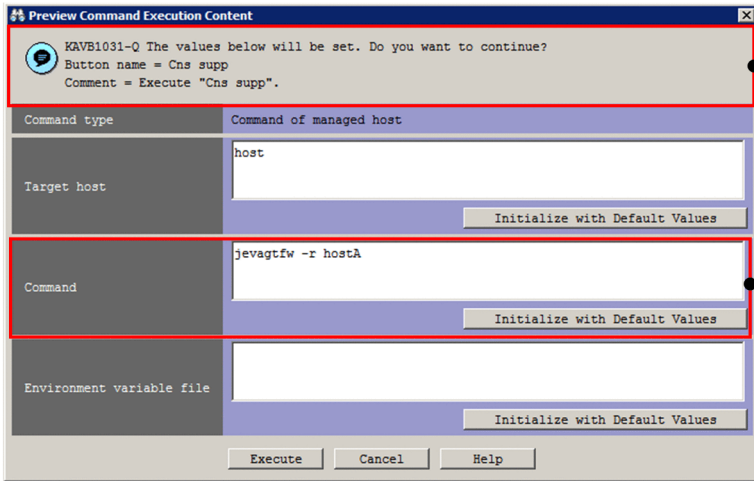 Preview Command Execution Content
KAVB1031-Q The values below will be set. Do you want to continue?
Button name = Cns supp
Comment = Execute "Cns supp".
Command type
Command of managed host
Target host
host
Initialize with Default Values
Command
jevagtfw -r hostA
Initialize with Default Values
Environment variable file
Initialize with Default Values
Execute
Cancel
Help